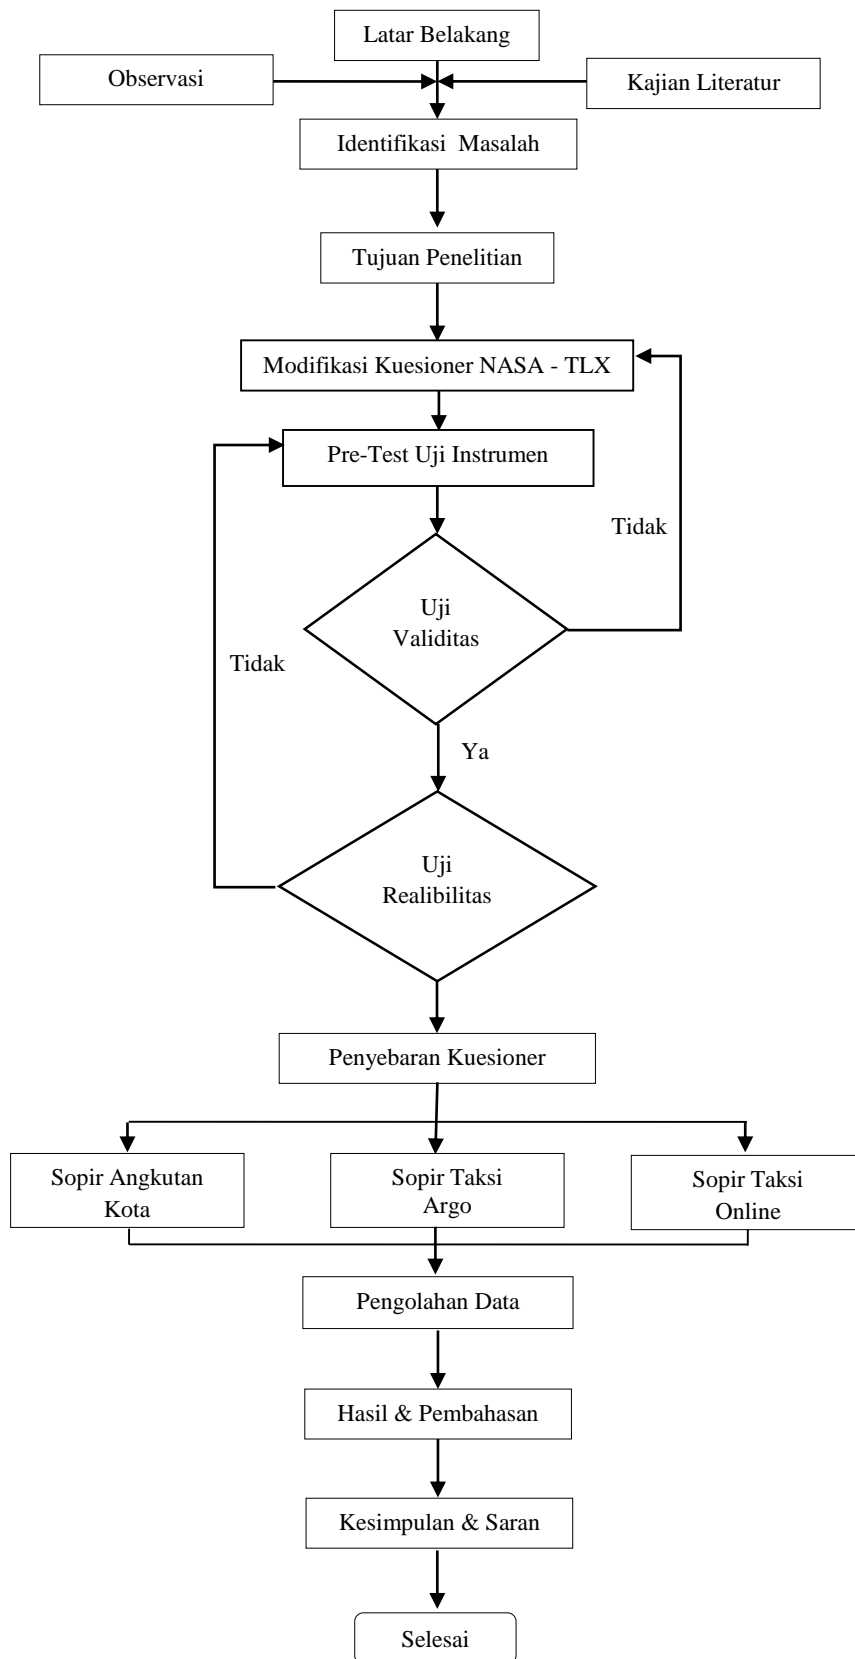 Latar Belakang
Observasi
Kajian Literatur
Identifikasi  Masalah
Tujuan Penelitian
Modifikasi Kuesioner NASA - TLX
Pre-Test Uji Instrumen
Tidak
Uji
Validitas
Tidak
Ya
Uji
Realibilitas
Penyebaran Kuesioner
Sopir Angkutan
Kota
Sopir Taksi
Argo
Sopir Taksi
Online
Pengolahan Data
Hasil & Pembahasan
Kesimpulan & Saran
Selesai